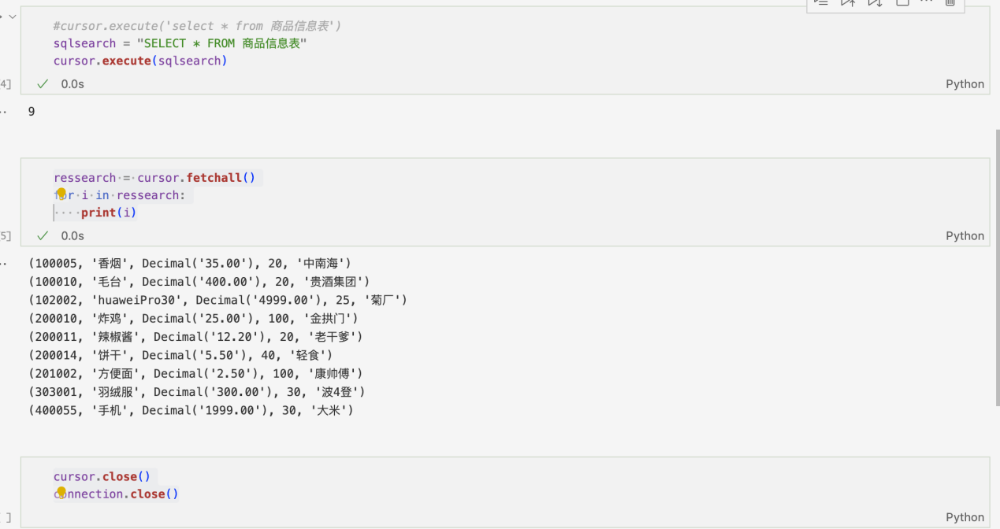 #cursor.execute('select * from 商品信息表')
sqlsearch = "SELECT * FROM 商品信息表"
cursor.execute(sqlsearch)
4] 0.0s Python
9
ressearch = cursor.fetchall()
for i in ressearch:
    print(i)
5] 0.0s Python
(100005, '香烟', Decimal('35.00'), 20, '中南海')
(100010, '毛台', Decimal('400.00'), 20, '贵酒集团')
(102002, 'huaweiPro30', Decimal('4999.00'), 25, '菊厂')
(200010, '炸鸡', Decimal('25.00'), 100, '金拱门')
(200011, '辣椒酱', Decimal('12.20'), 20, '老干爹')
(200014, '饼干', Decimal('5.50'), 40, '轻食')
(201002, '方便面', Decimal('2.50'), 100, '康帅傅')
(303001, '羽绒服', Decimal('300.00'), 30, '波4登')
(400055, '手机', Decimal('1999.00'), 30, '大米')
cursor.close()
connection.close()
] Python